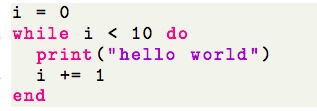 i = 0
while i < 10 do
  print("hello world")
  i += 1
end